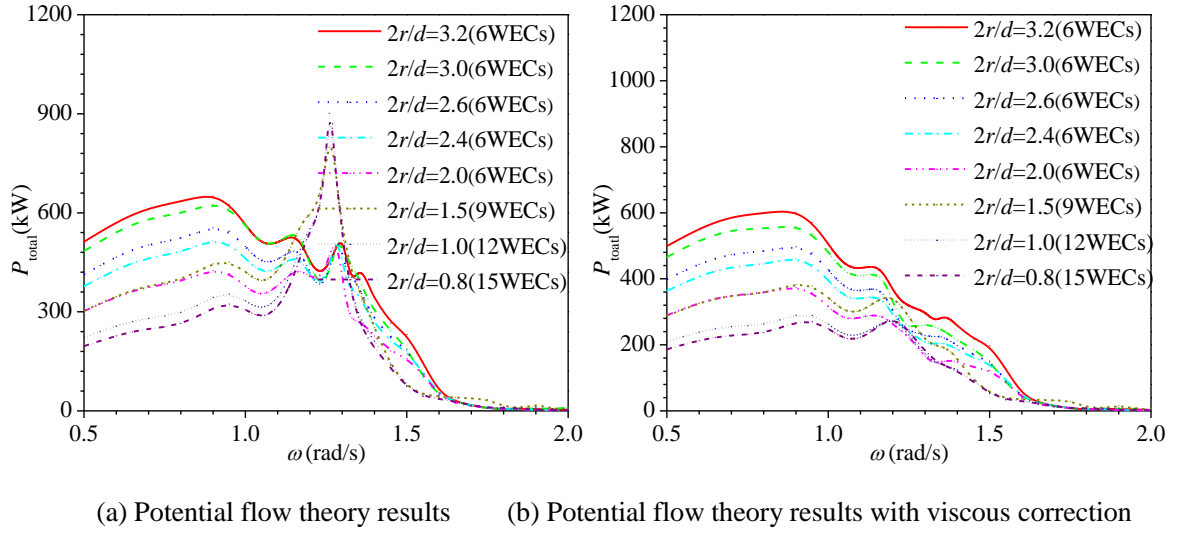 1200
900
600
300
0
P_total(kW)
2r/d=3.2(6WECs)
2r/d=3.0(6WECs)
2r/d=2.6(6WECs)
2r/d=2.4(6WECs)
2r/d=2.0(6WECs)
2r/d=1.5(9WECs)
2r/d=1.0(12WECs)
2r/d=0.8(15WECs)
0.5 1.0 1.5 2.0
ω (rad/s)
1200
1000
800
600
400
200
0
P_toatl(kW)
2r/d=3.2(6WECs)
2r/d=3.0(6WECs)
2r/d=2.6(6WECs)
2r/d=2.4(6WECs)
2r/d=2.0(6WECs)
2r/d=1.5(9WECs)
2r/d=1.0(12WECs)
2r/d=0.8(15WECs)
0.5 1.0 1.5 2.0
ω (rad/s)
(a) Potential flow theory results
(b) Potential flow theory results with viscous correction